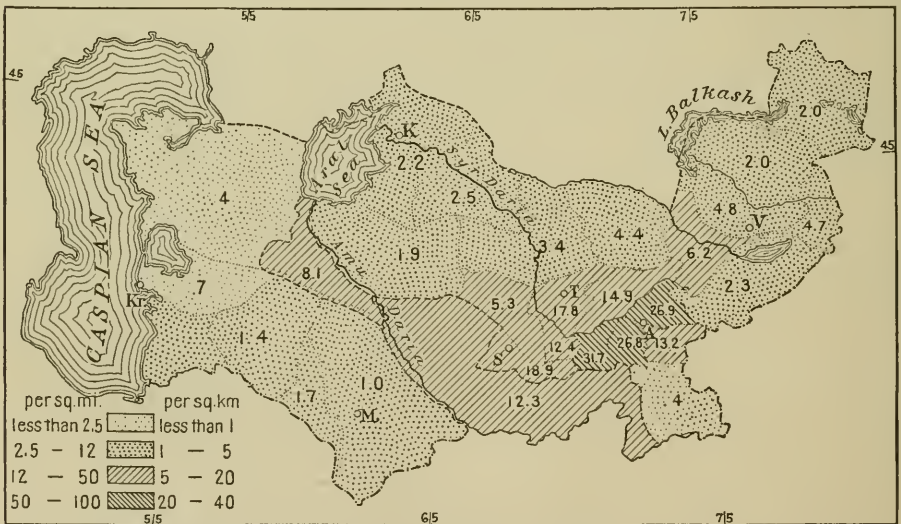 5/5 6/5 7/5
45
CASPIAN SEA
Aral
Sea
K
Syr Daria
L Balkash
2.0
2.0
45
2.2
2.5
4
4.8
V
4.7
3.4
4.4
6.2
1.9
8.1
Amu Daria
7
Kr.
2.3
5.3
T
17.8
14.9
26.9
A
1.4
S
12.4
18.9
31.7
26.8
13.2
1.0
1.7
M.
12.3
4
per sq.mi. per sq.km
less than 2.5 less than 1
2.5 – 12 1 – 5
12 – 50 5 – 20
50 – 100 20 – 40
5/5 6/5 7/5